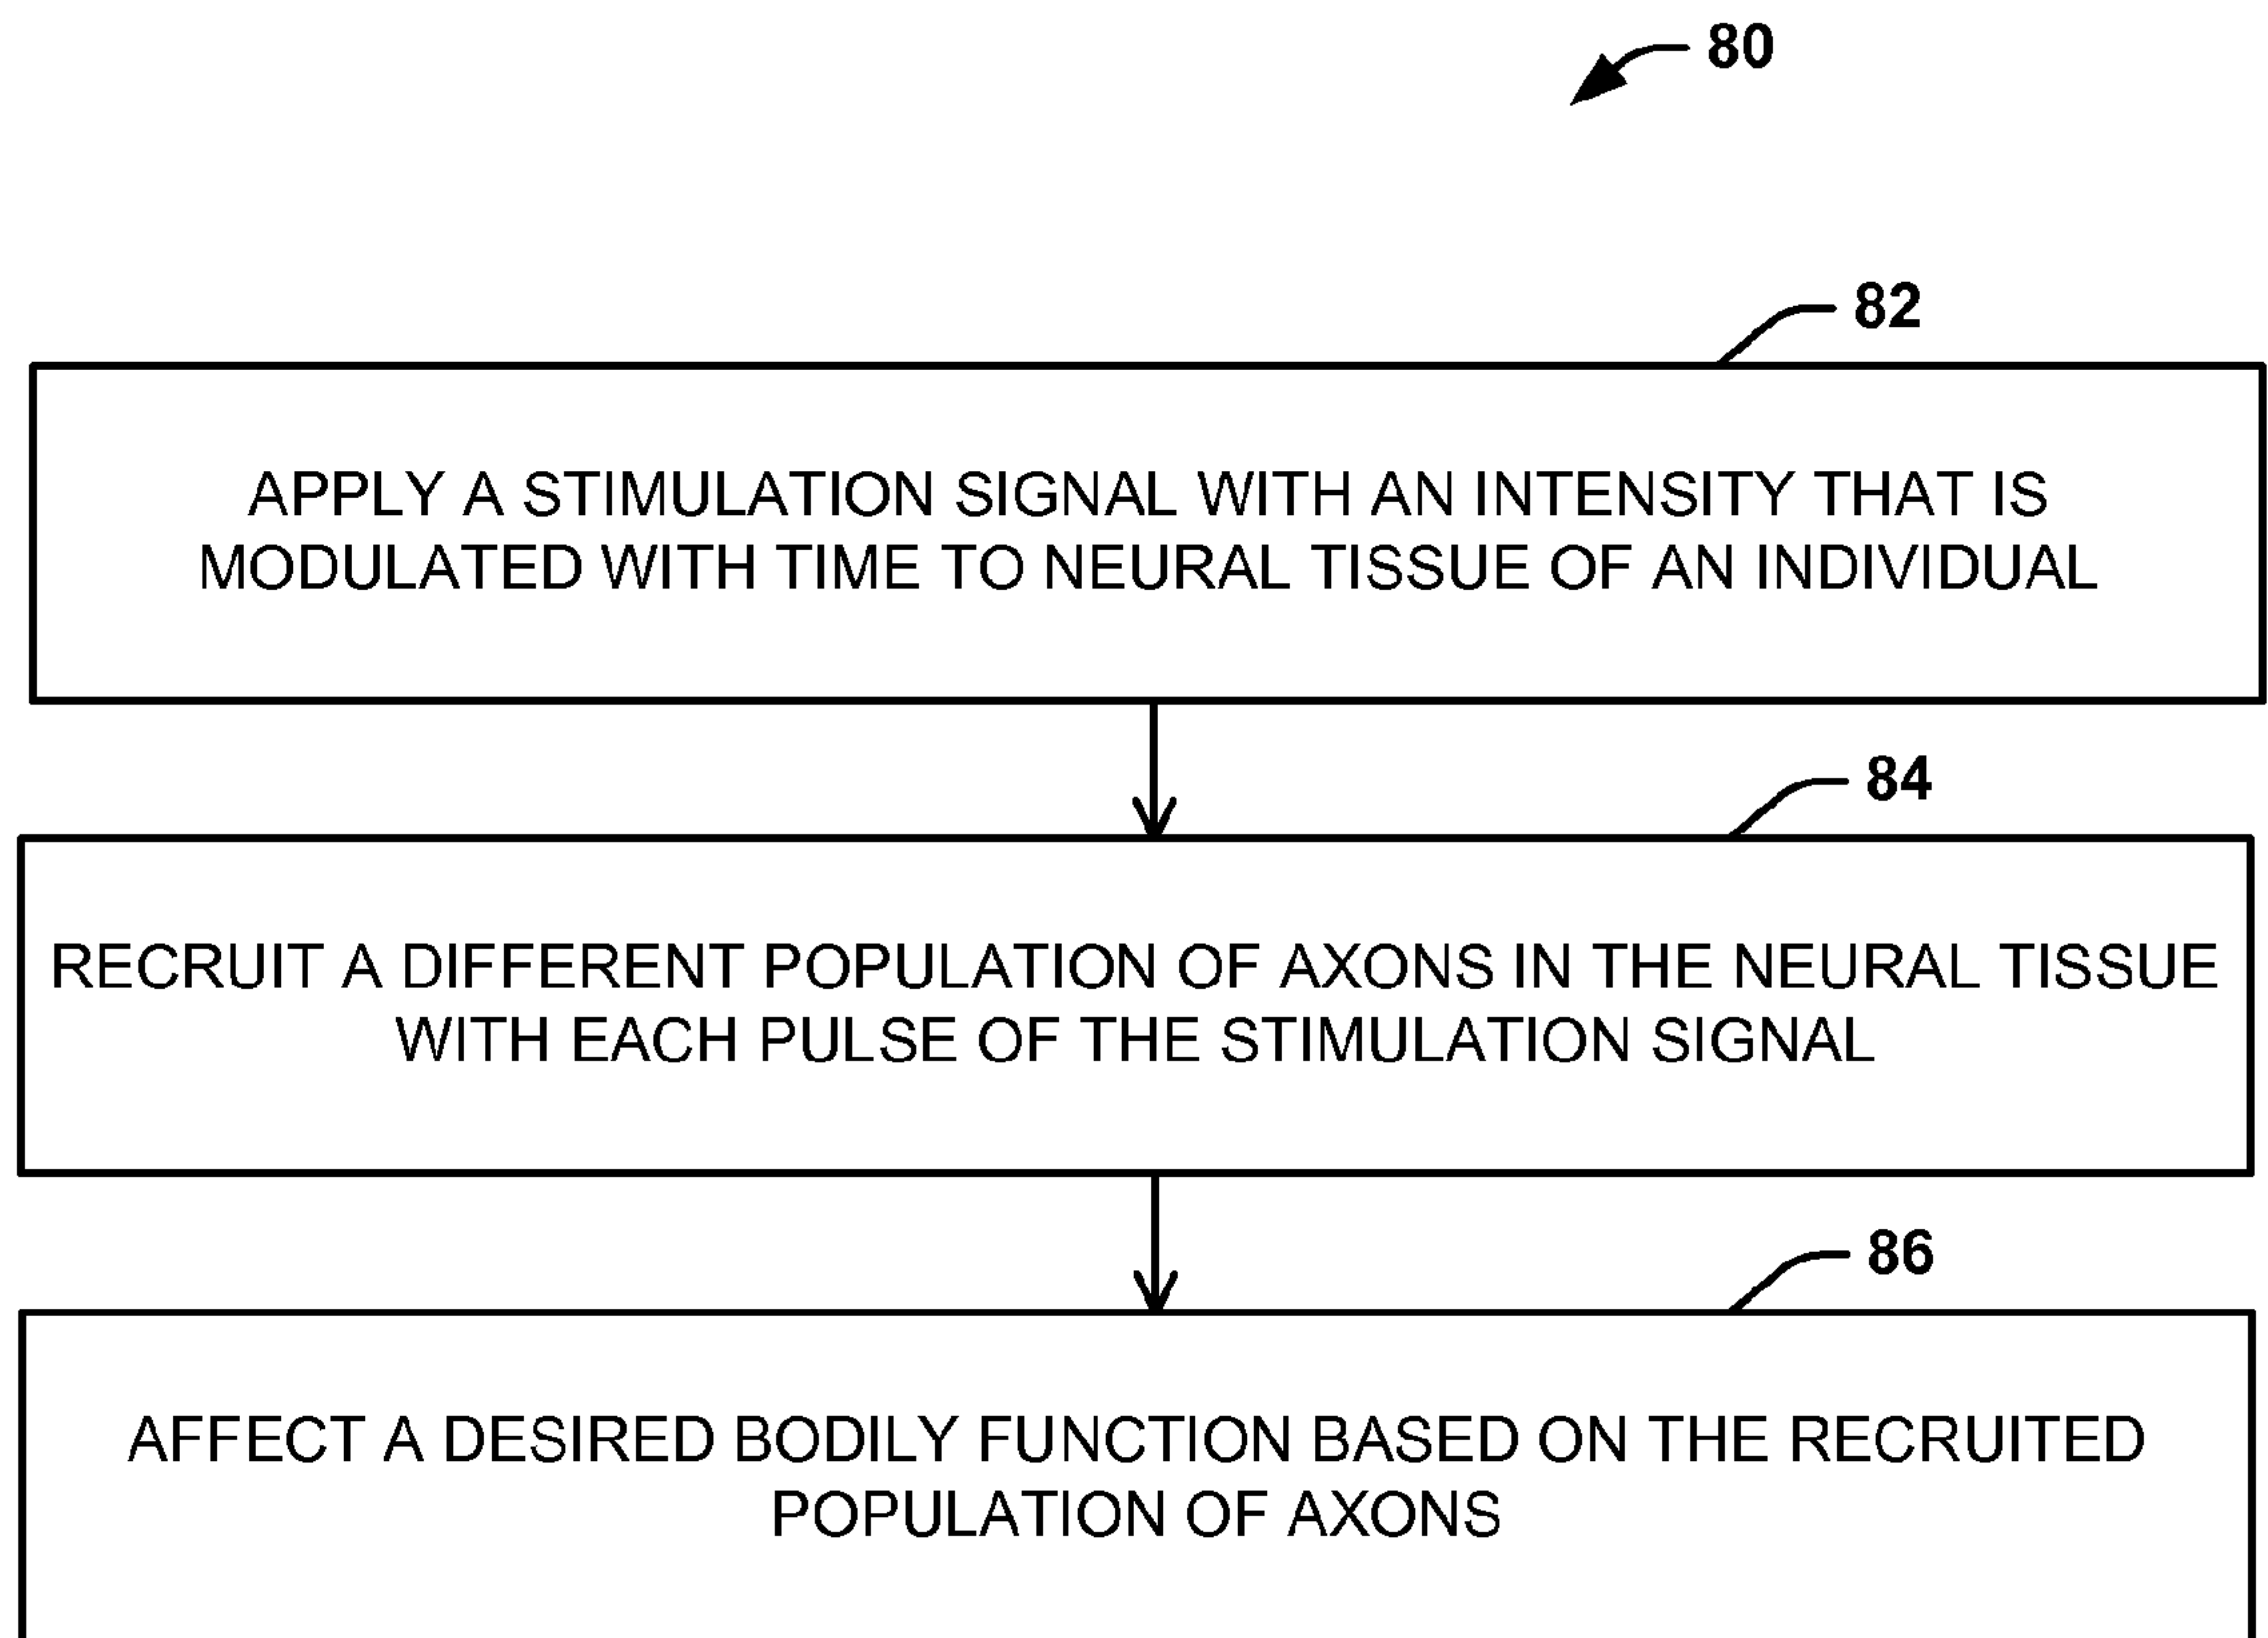 80
82
APPLY A STIMULATION SIGNAL WITH AN INTENSITY THAT IS
MODULATED WITH TIME TO NEURAL TISSUE OF AN INDIVIDUAL
84
RECRUIT A DIFFERENT POPULATION OF AXONS IN THE NEURAL TISSUE
WITH EACH PULSE OF THE STIMULATION SIGNAL
86
AFFECT A DESIRED BODILY FUNCTION BASED ON THE RECRUITED
POPULATION OF AXONS